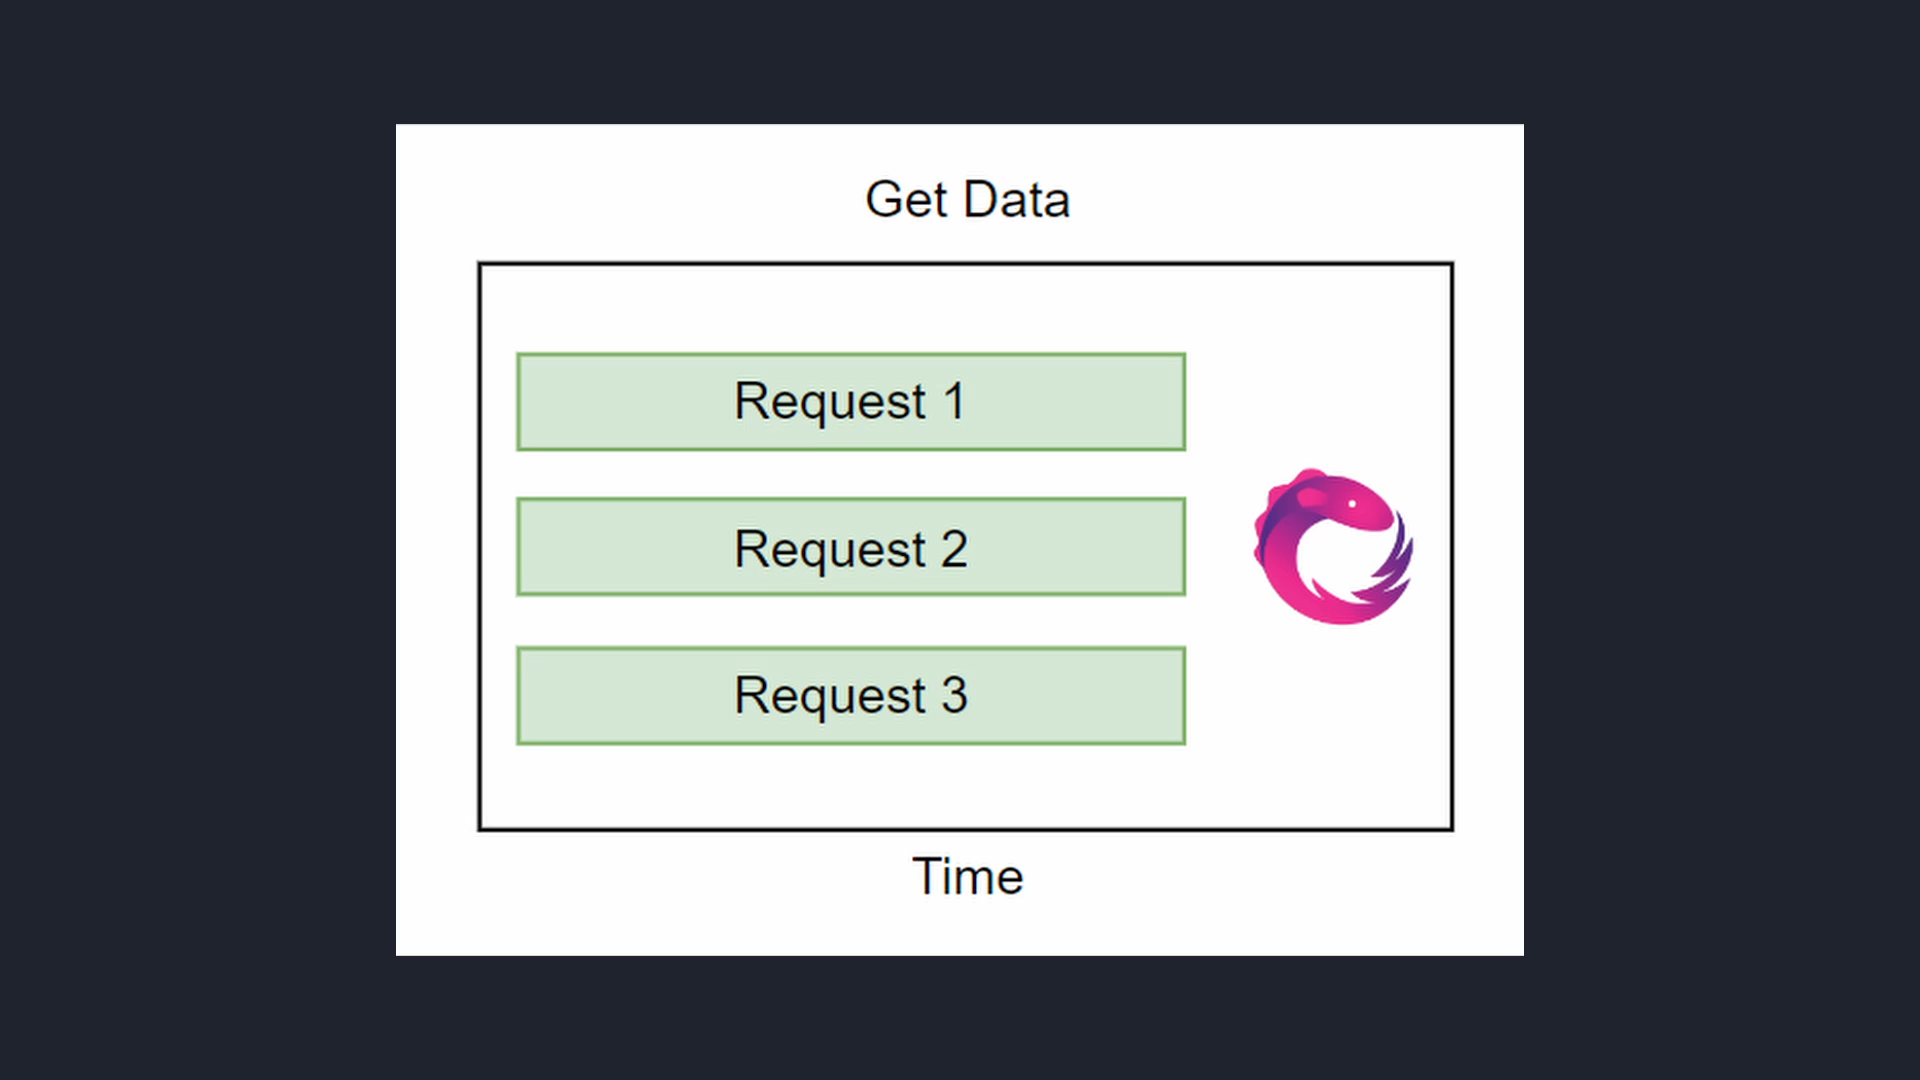 Get Data
Request 1
Request 2
Request 3
Time